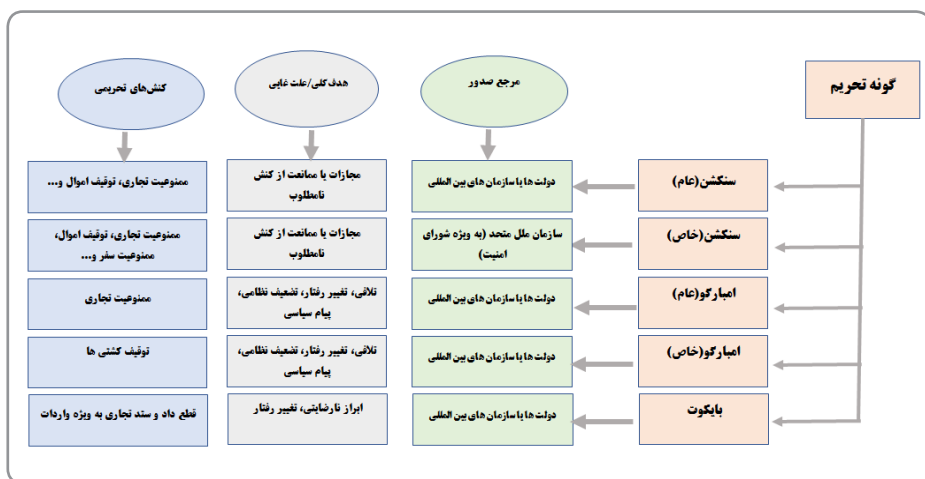 گونه تحریم
مرجع صدور
هدف کلی/علت غایی
کنش‌های تحریمی
سنکشن(عام)
دولت ها یا سازمان های بین المللی
مجازات یا ممانعت از کنش
نامطلوب
ممنوعیت تجاری، توقیف اموال و...
سنکشن(خاص)
سازمان ملل متحد (به ویژه شورای
امنیت)
مجازات یا ممانعت از کنش
نامطلوب
ممنوعیت تجاری، توقیف اموال،
ممنوعیت سفر و...
امبارگو(عام)
دولت ها یا سازمان های بین المللی
تلافی، تغییر رفتار، تضعیف نظامی،
پیام سیاسی
ممنوعیت تجاری
امبارگو(خاص)
دولت ها یا سازمان های بین المللی
تلافی، تغییر رفتار، تضعیف نظامی،
پیام سیاسی
توقیف کشتی ها
بایکوت
دولت ها یا سازمان های بین المللی
ابراز نارضایتی، تغییر رفتار
قطع داد و ستد تجاری به ویژه واردات